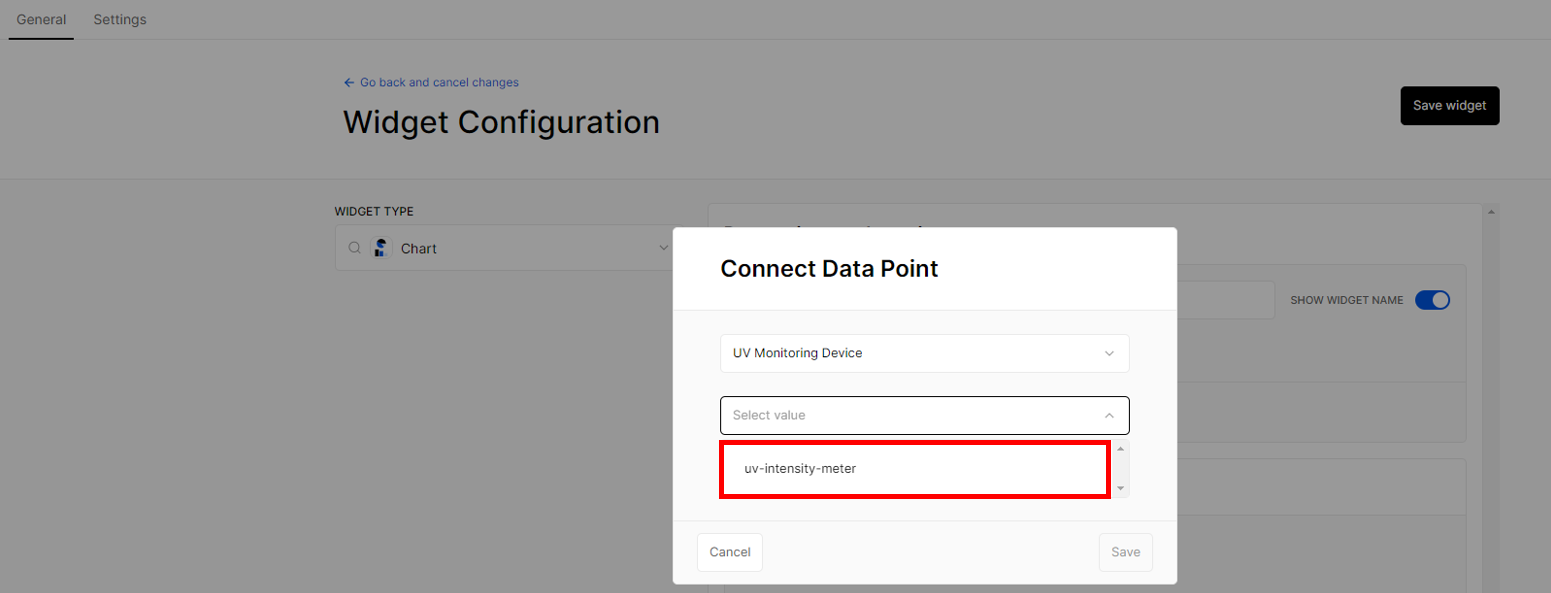 General Settings
Go back and cancel changes
Widget Configuration
Save widget
WIDGET TYPE
Chart
SHOW WIDGET NAME
Connect Data Point
UV Monitoring Device
Select value
uv-intensity-meter
Cancel Save